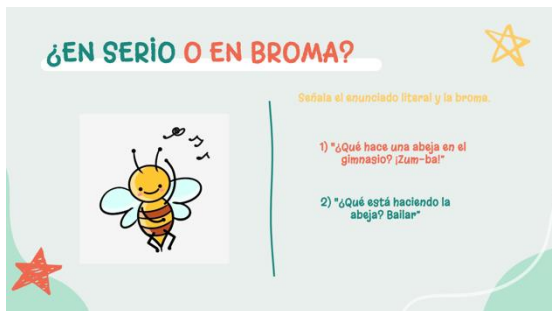 ¿EN SERIO O EN BROMA?
Señala el enunciado literal y la broma.
1) "¿Qué hace una abeja en el
gimnasio? ¡Zum-ba!"
2) "¿Qué está haciendo la
abeja? Bailar"